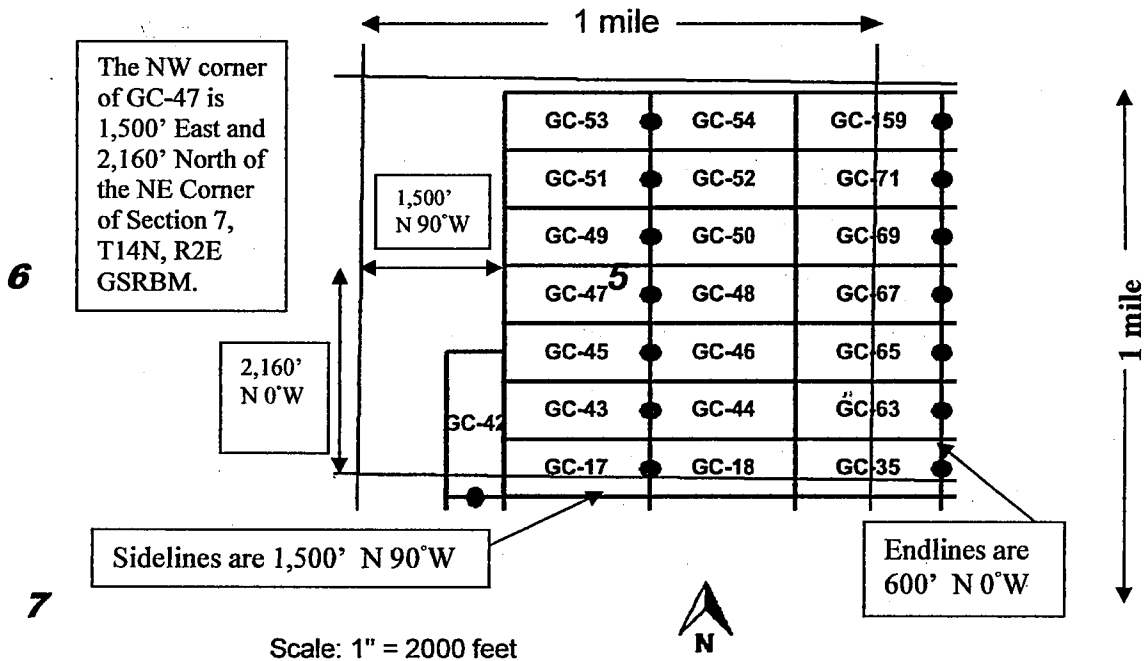 1 mile
The NW corner
of GC-47 is
1,500’ East and
2,160’ North of
the NE Corner
of Section 7,
T14N, R2E
GSRBM.
GC-53 GC-54 GC-159
GC-51 GC-52 GC-71
1,500’
N 90°W
GC-49 GC-50 GC-69
6
5
GC-47 GC-48 GC-67
1 mile
GC-45 GC-46 GC-65
2,160’
N 0°W
GC-42
GC-43 GC-44 GC-63
GC-17 GC-18 GC-35
Sidelines are 1,500’ N 90°W
Endlines are
600’ N 0°W
7
N
Scale: 1" = 2000 feet